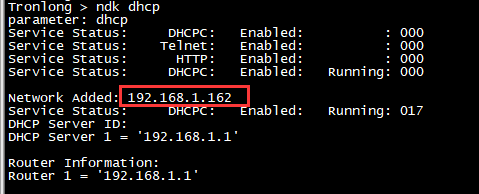 Tronlong > ndk dhcp
parameter: dhcp
Service Status: DHCPC: Enabled: : 000
Service Status: Telnet: Enabled: : 000
Service Status: HTTP: Enabled: : 000
Service Status: DHCPC: Enabled: Running: 000
Network Added: 192.168.1.162
Service Status: DHCPC: Enabled: Running: 017
DHCP Server ID:
DHCP Server 1 = '192.168.1.1'
Router Information:
Router 1 = '192.168.1.1'